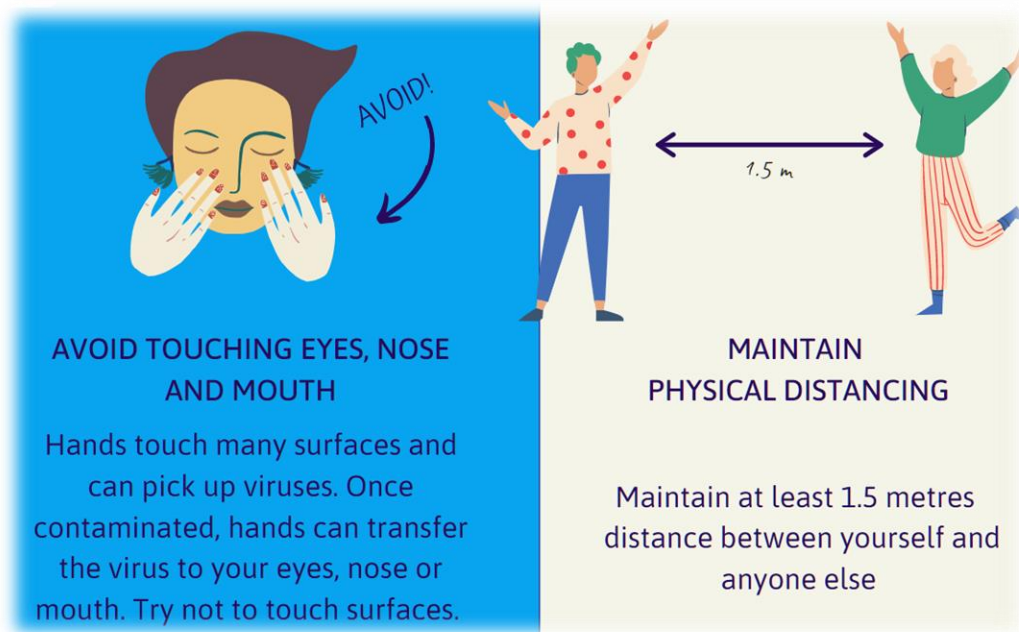 AVOID!
AVOID TOUCHING EYES, NOSE
AND MOUTH
Hands touch many surfaces and
can pick up viruses. Once
contaminated, hands can transfer
the virus to your eyes, nose or
mouth. Try not to touch surfaces.
1.5 m
MAINTAIN
PHYSICAL DISTANCING
Maintain at least 1.5 metres
distance between yourself and
anyone else